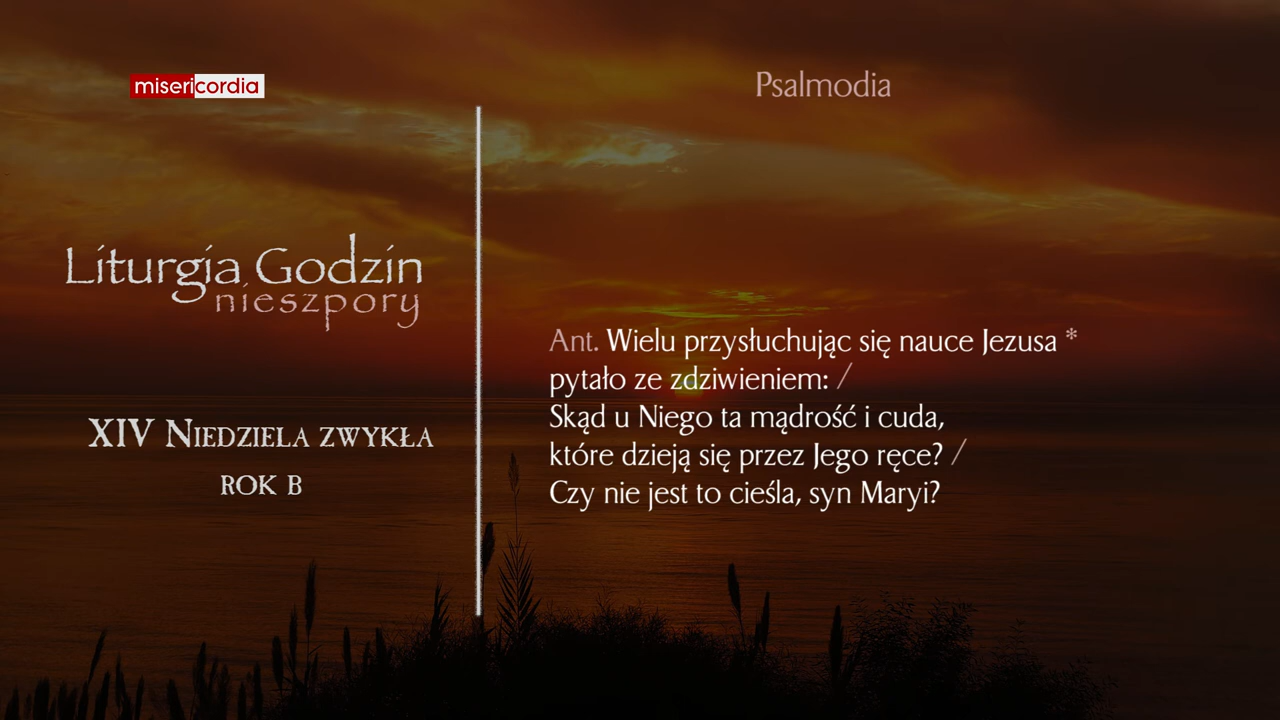 misericordia
Psalmodia
Liturgia Godzin
nieszpory
XIV Niedziela zwykła
rok B
Ant. Wielu przysłuchując się nauce Jezusa *
pytało ze zdziwieniem: /
Skąd u Niego ta mądrość i cuda,
które dzieją się przez Jego ręce? /
Czy nie jest to cieśla, syn Maryi?